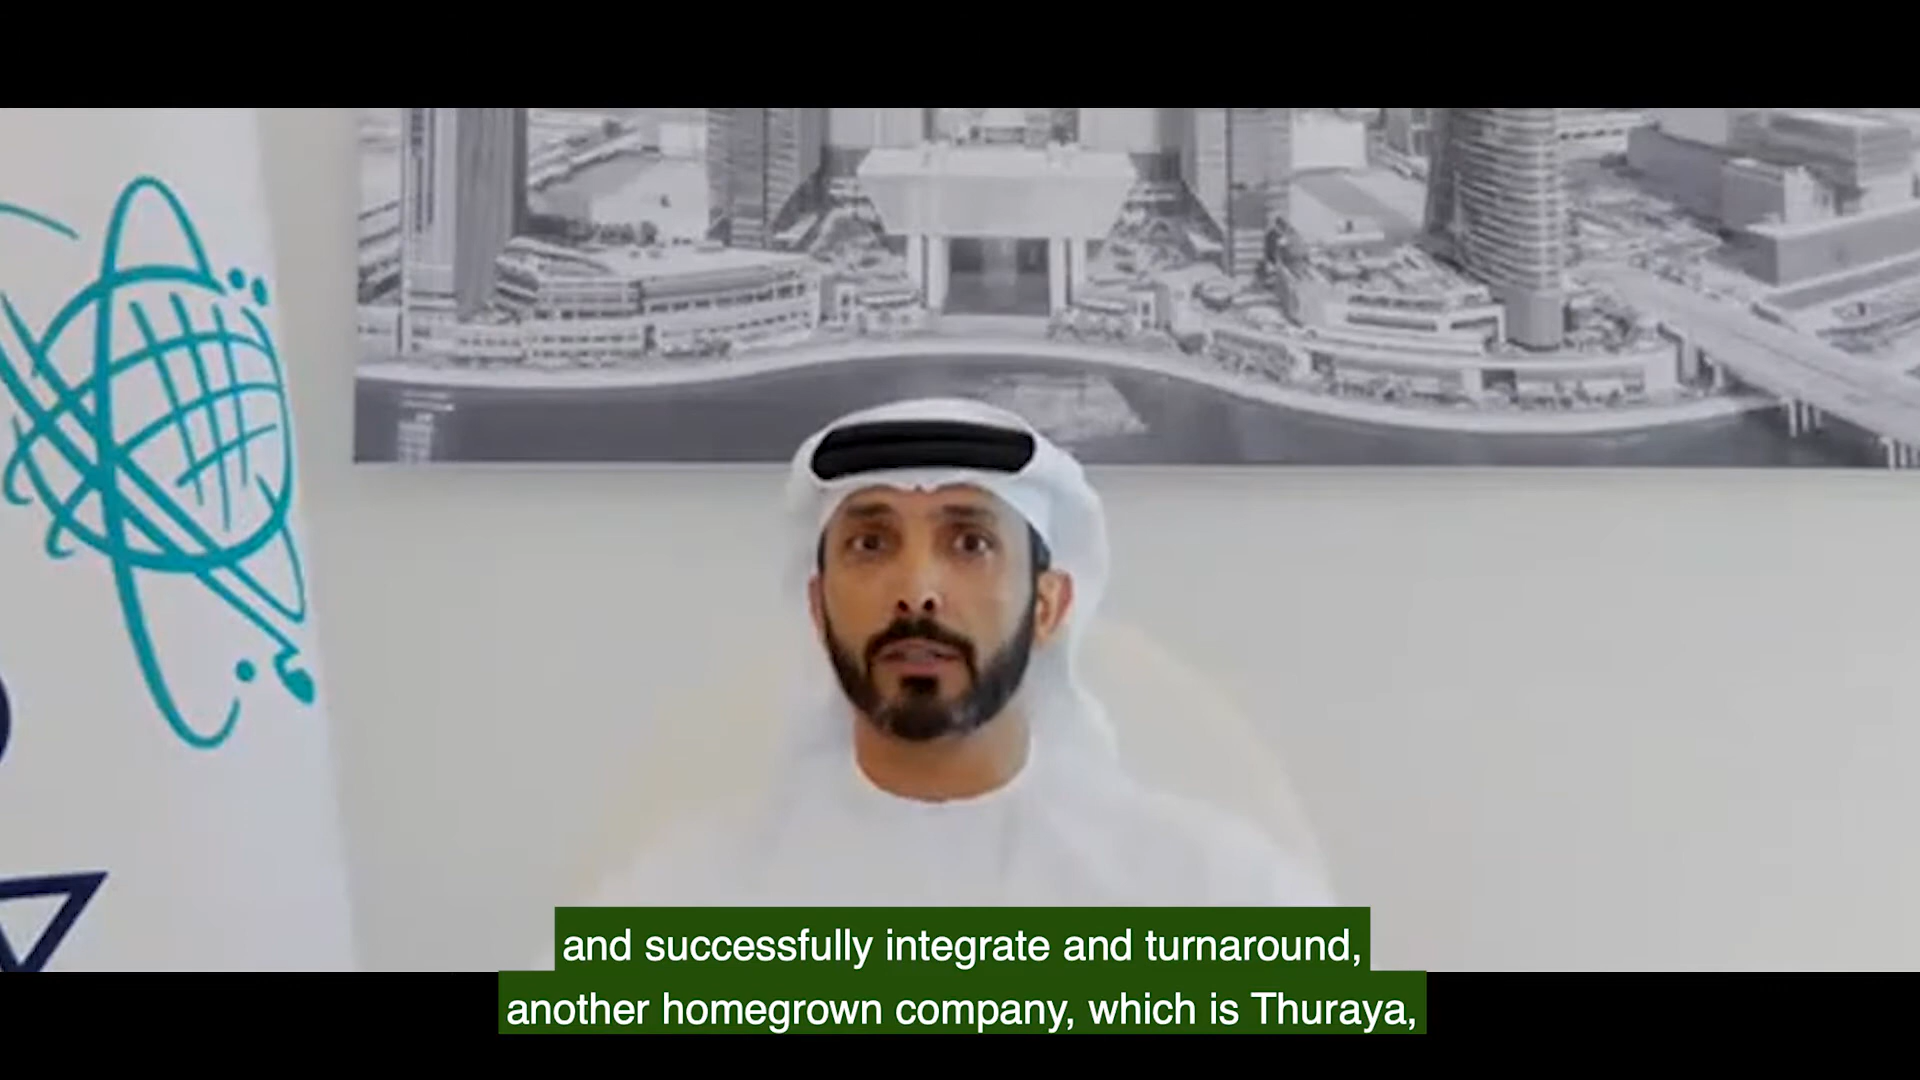 and successfully integrate and turnaround,
another homegrown company, which is Thuraya,